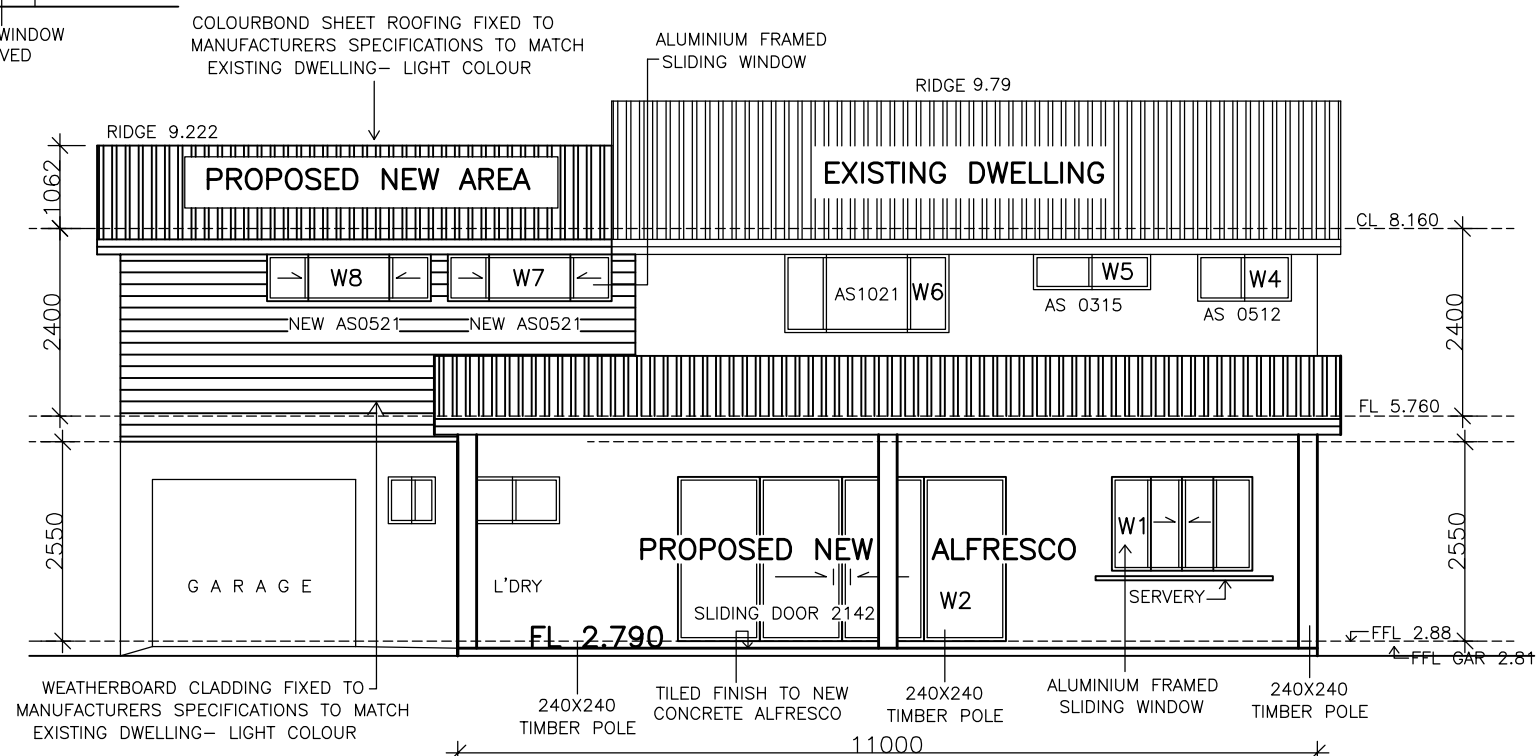 WINDOW
VED
COLOURBOND SHEET ROOFING FIXED TO
MANUFACTURERS SPECIFICATIONS TO MATCH
EXISTING DWELLING– LIGHT COLOUR
ALUMINIUM FRAMED
SLIDING WINDOW
RIDGE 9.79
RIDGE 9.222
1062
PROPOSED NEW AREA
EXISTING DWELLING
CL 8.160
W8
W7
AS1021
W6
W5
W4
AS 0315
AS 0512
NEW AS0521
NEW AS0521
2400
2400
FL 5.760
2550
2550
W1
PROPOSED NEW ALFRESCO
GARAGE
L'DRY
SERVERY
W2
SLIDING DOOR 2142
FL 2.790
FFL 2.88
FFL GAR 2.81
WEATHERBOARD CLADDING FIXED TO
MANUFACTURERS SPECIFICATIONS TO MATCH
EXISTING DWELLING– LIGHT COLOUR
240X240
TIMBER POLE
TILED FINISH TO NEW
CONCRETE ALFRESCO
240X240
TIMBER POLE
ALUMINIUM FRAMED
SLIDING WINDOW
240X240
TIMBER POLE
11000